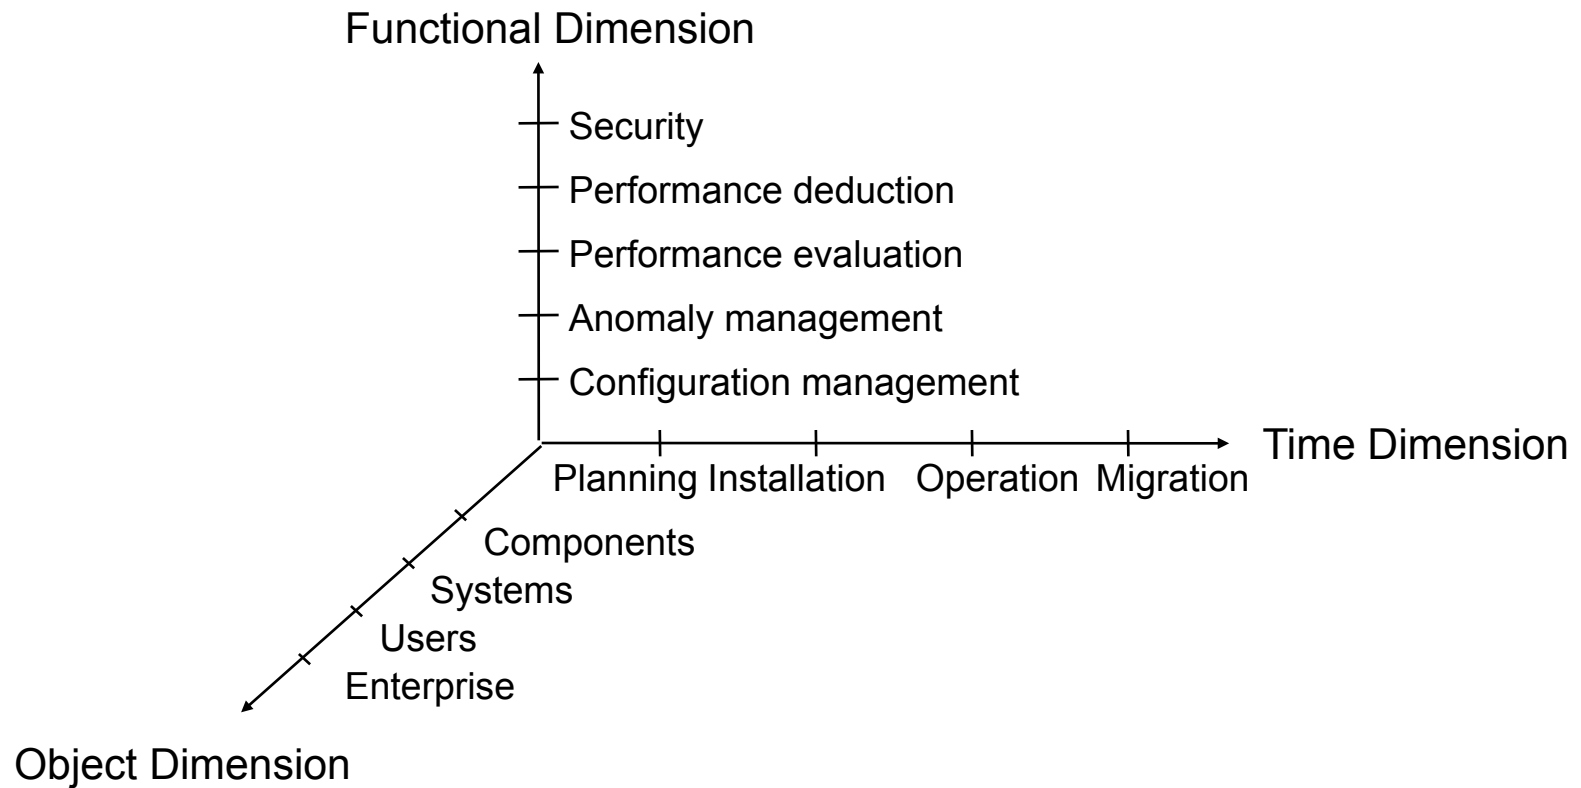 Functional Dimension
Security
Performance deduction
Performance evaluation
Anomaly management
Configuration management
Time Dimension
Planning Installation Operation Migration
Components
Systems
Users
Enterprise
Object Dimension